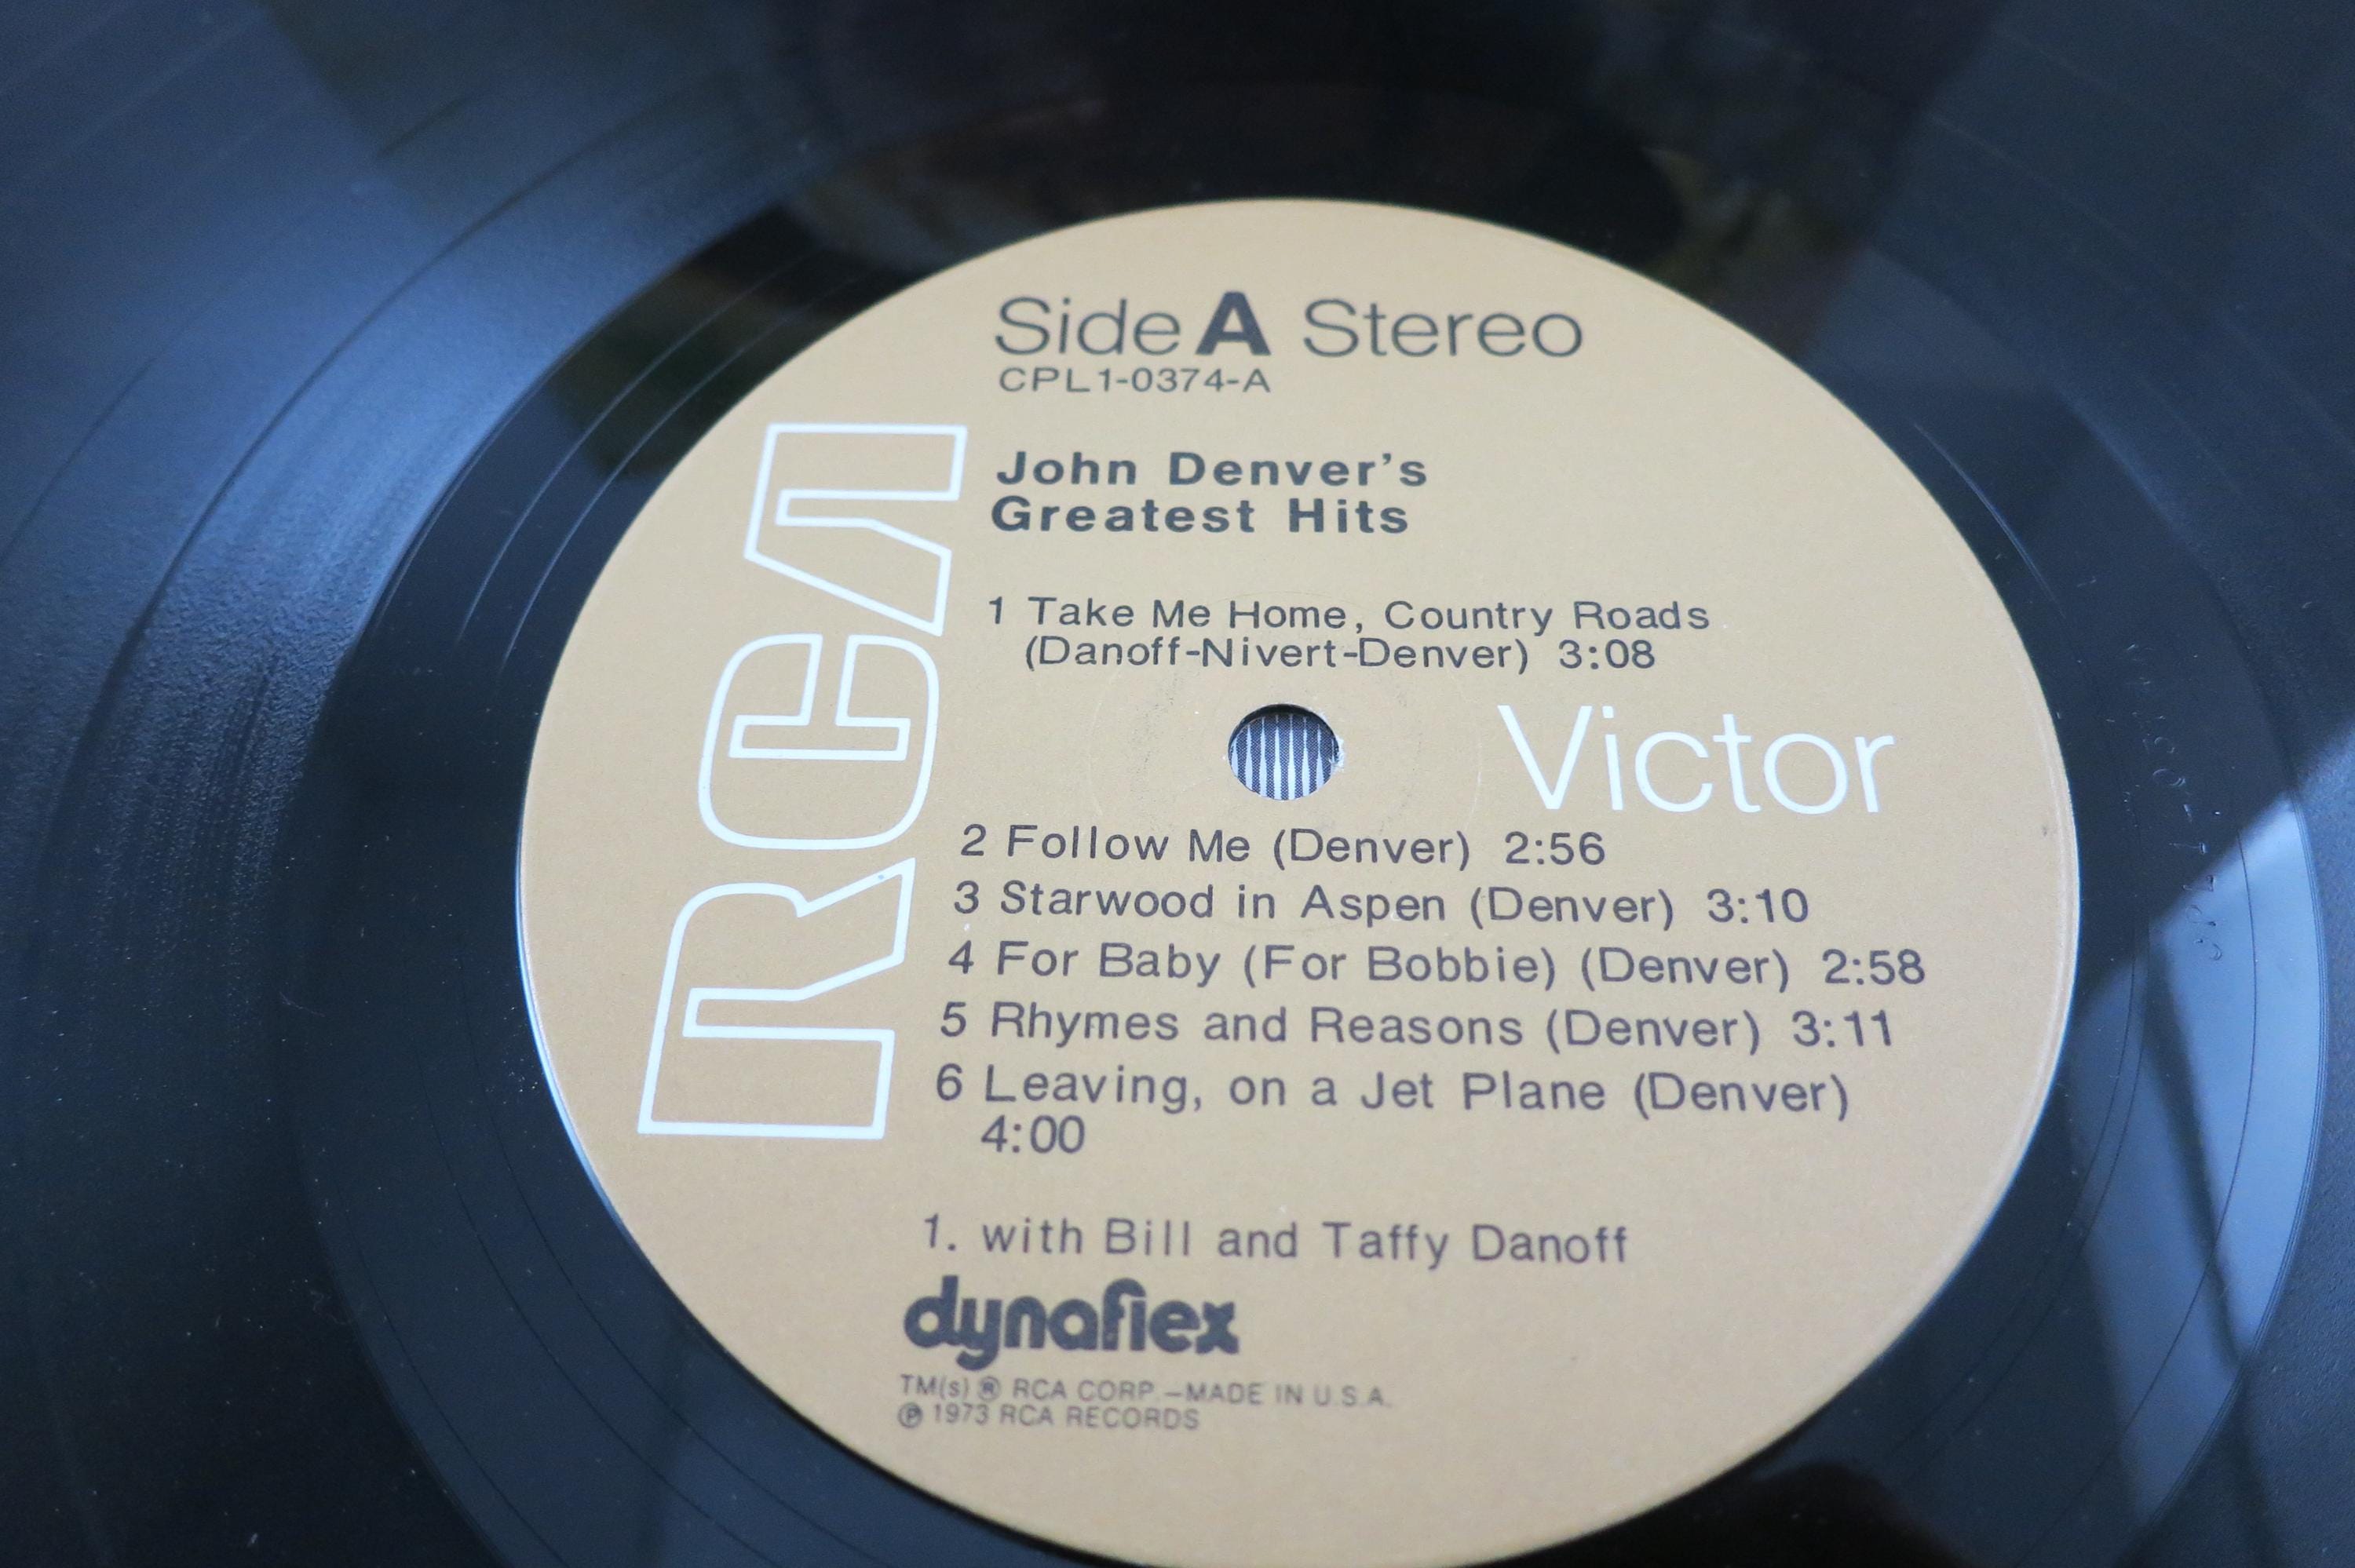 Side A Stereo
CPL1-0374-A
RCA
John Denver's
Greatest Hits
1 Take Me Home, Country Roads
(Danoff-Nivert-Denver) 3:08
Victor
2 Follow Me (Denver) 2:56
3 Starwood in Aspen (Denver) 3:10
4 For Baby (For Bobbie) (Denver) 2:58
5 Rhymes and Reasons (Denver) 3:11
6 Leaving, on a Jet Plane (Denver)
4:00
1. with Bill and Taffy Danoff
dynaflex
TM(s) ® RCA CORP.—MADE IN U.S.A.
℗ 1973 RCA RECORDS